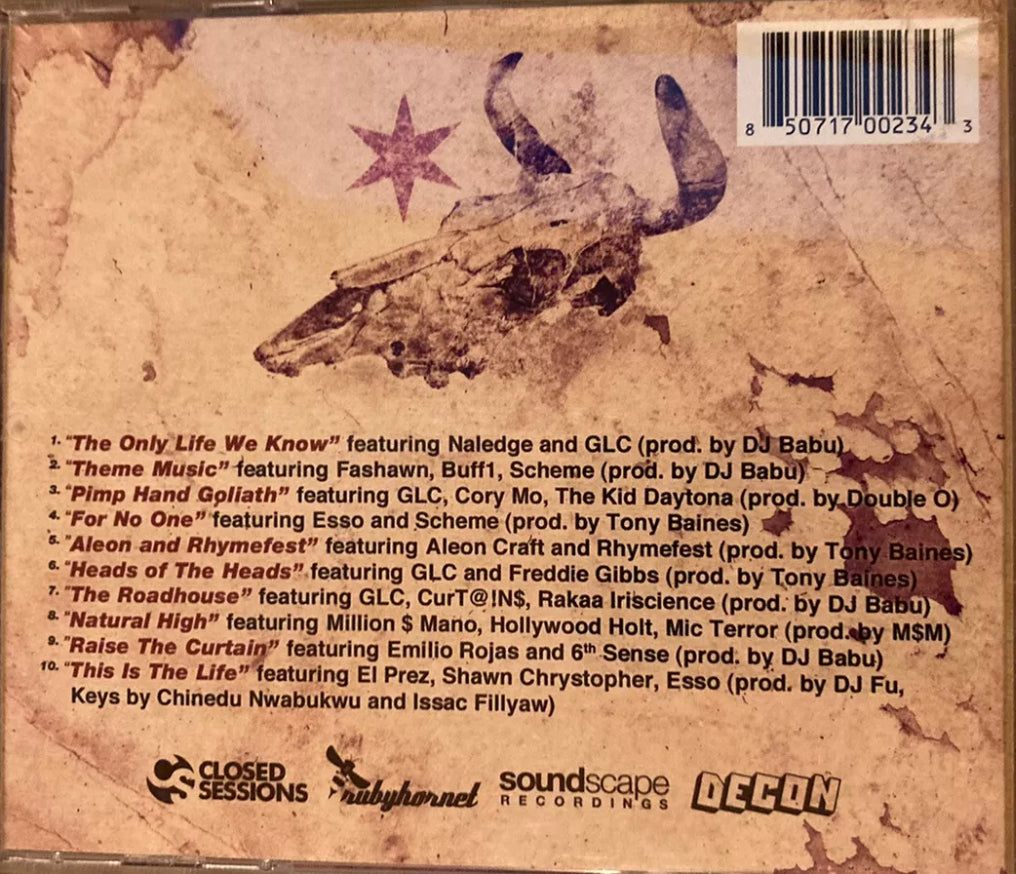 8 50717 00234 3
1. "The Only Life We Know" featuring Naledge and GLC (prod. by DJ Babu)
2. "Theme Music" featuring Fashawn, Buff1, Scheme (prod. by DJ Babu)
3. "Pimp Hand Goliath" featuring GLC, Cory Mo, The Kid Daytona (prod. by Double O)
4. "For No One" featuring Esso and Scheme (prod. by Tony Baines)
5. "Aleon and Rhymefest" featuring Aleon Craft and Rhymefest (prod. by Tony Baines)
6. "Heads of The Heads" featuring GLC and Freddie Gibbs (prod. by Tony Baines)
7. "The Roadhouse" featuring GLC, CurT@!N$, Rakaa Iriscience (prod. by DJ Babu)
8. "Natural High" featuring Million $ Mano, Hollywood Holt, Mic Terror (prod. by M$M)
9. "Raise The Curtain" featuring Emilio Rojas and 6th Sense (prod. by DJ Babu)
10. "This Is The Life" featuring El Prez, Shawn Chrystopher, Esso (prod. by DJ Fu,
Keys by Chinedu Nwabukwu and Issac Fillyaw)
CS CLOSED
SESSIONS
rubyhornet
soundscape
RECORDINGS
DECON